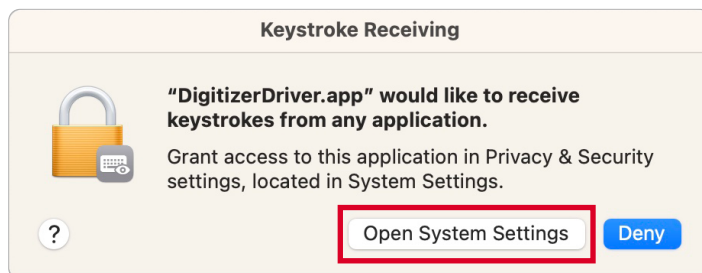 Keystroke Receiving
“DigitizerDriver.app” would like to receive
keystrokes from any application.
Grant access to this application in Privacy & Security
settings, located in System Settings.
?
Open System Settings
Deny